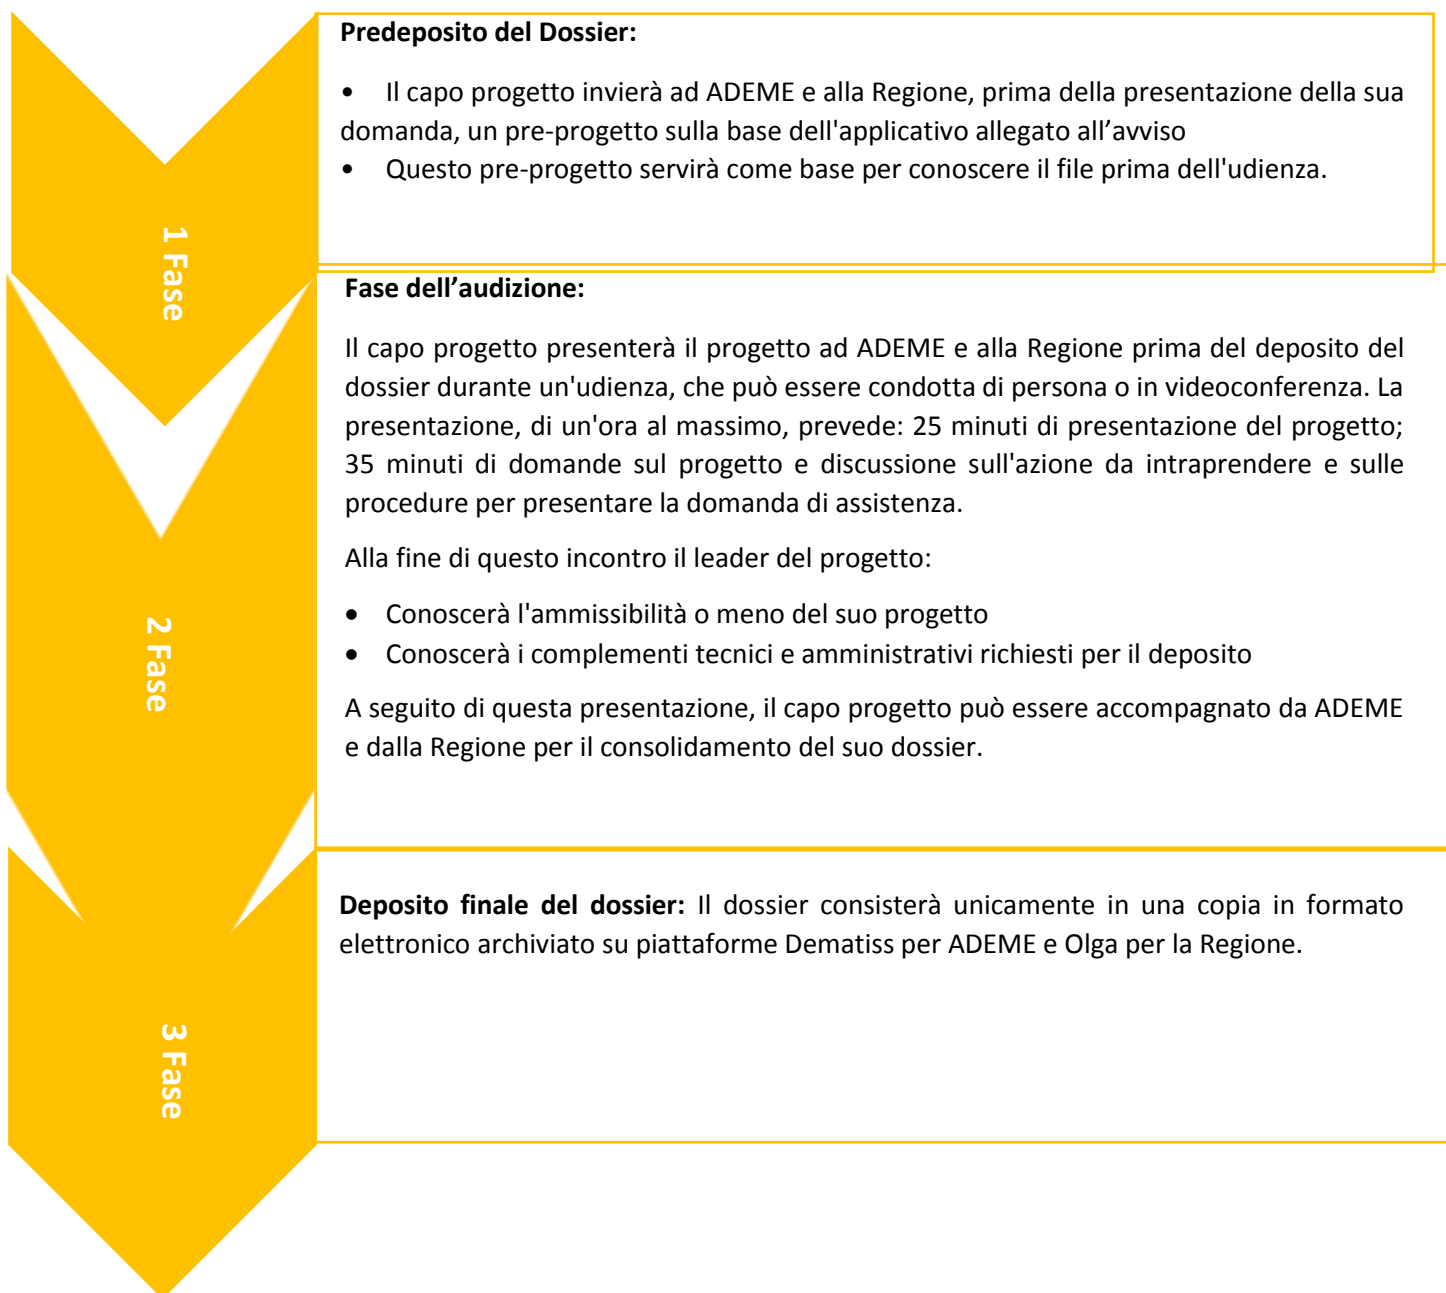 Predeposito del Dossier:
• Il capo progetto invierà ad ADEME e alla Regione, prima della presentazione della sua
domanda, un pre-progetto sulla base dell'applicativo allegato all’avviso
• Questo pre-progetto servirà come base per conoscere il file prima dell'udienza.
1 Fase
Fase dell’audizione:
Il capo progetto presenterà il progetto ad ADEME e alla Regione prima del deposito del
dossier durante un'udienza, che può essere condotta di persona o in videoconferenza. La
presentazione, di un'ora al massimo, prevede: 25 minuti di presentazione del progetto;
35 minuti di domande sul progetto e discussione sull'azione da intraprendere e sulle
procedure per presentare la domanda di assistenza.
Alla fine di questo incontro il leader del progetto:
• Conoscerà l'ammissibilità o meno del suo progetto
• Conoscerà i complementi tecnici e amministrativi richiesti per il deposito
A seguito di questa presentazione, il capo progetto può essere accompagnato da ADEME
e dalla Regione per il consolidamento del suo dossier.
2 Fase
Deposito finale del dossier: Il dossier consisterà unicamente in una copia in formato
elettronico archiviato su piattaforme Dematiss per ADEME e Olga per la Regione.
3 Fase